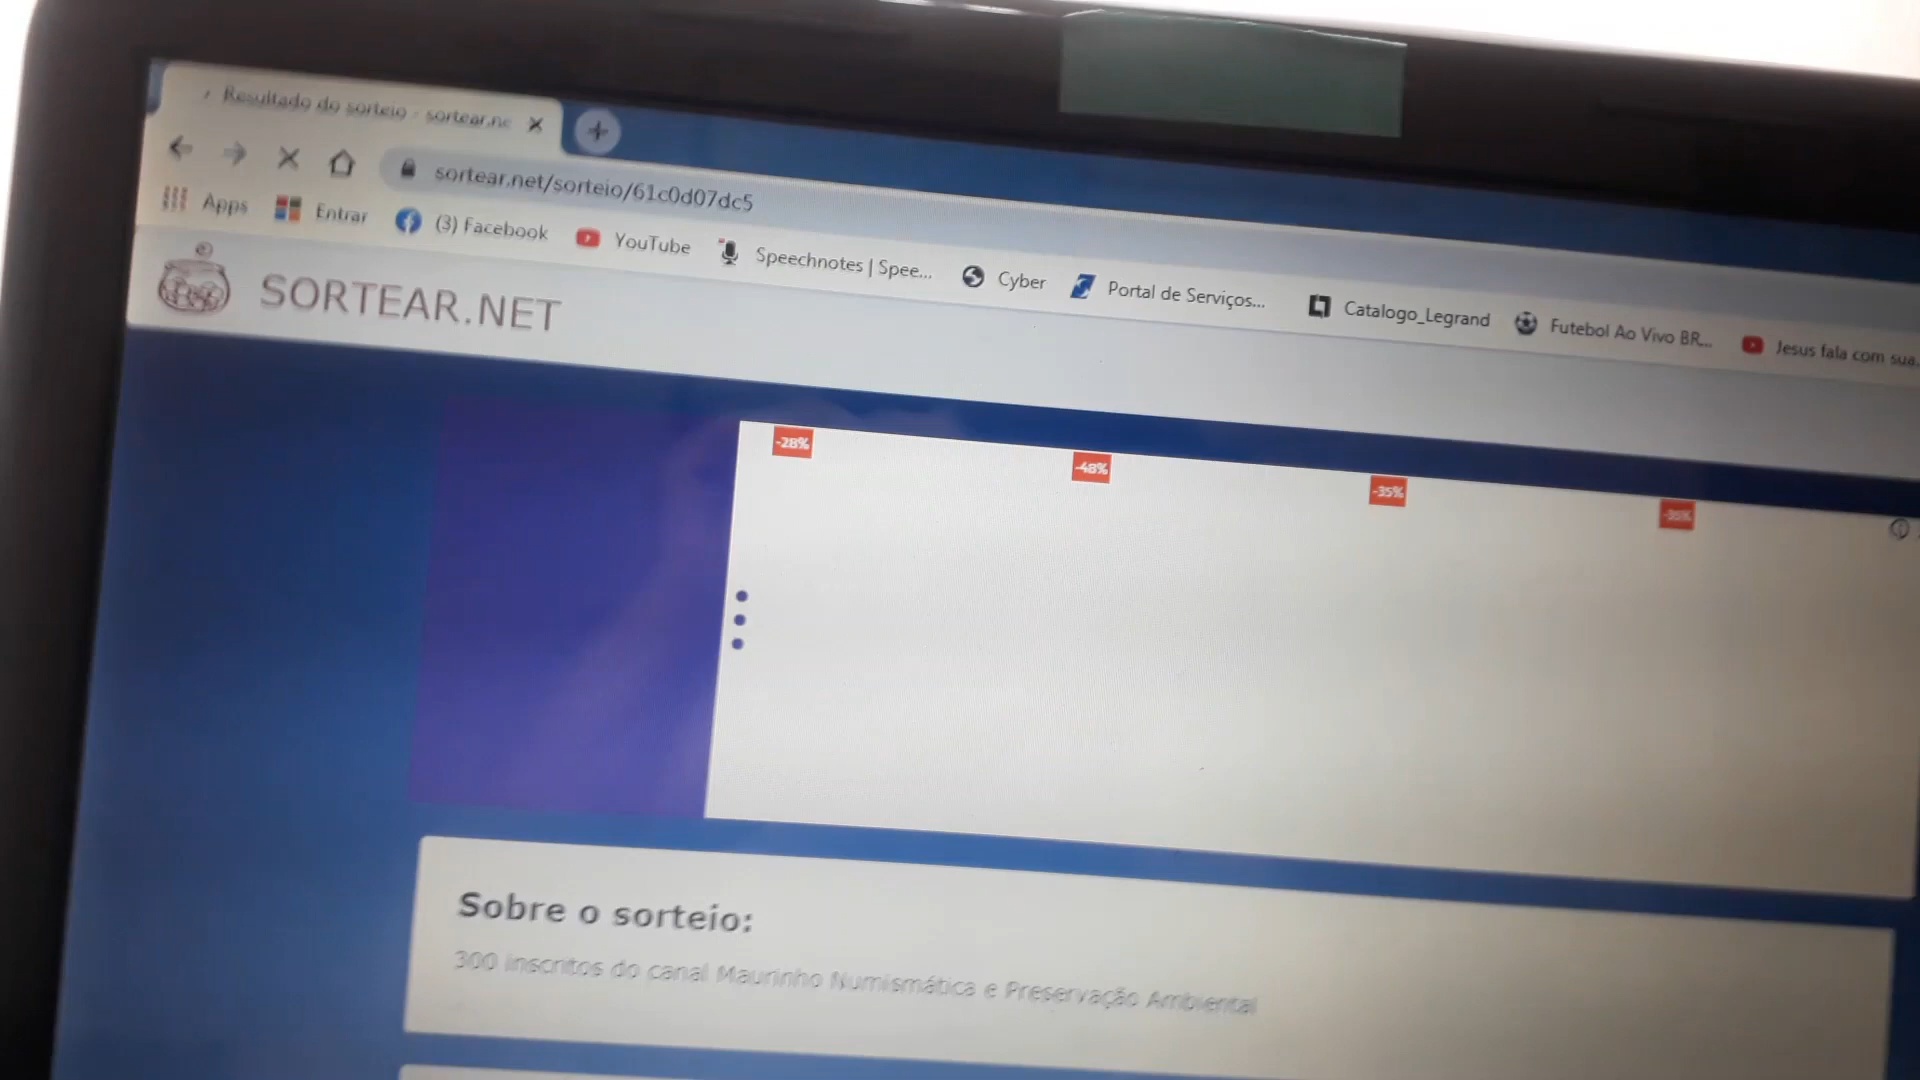 Resultado do sorteio - sortear.ne
sortear.net/sorteio/61c0d07dc5
Apps Entrar (3) Facebook YouTube Speechnotes | Spee... Cyber Portal de Serviços... Catalogo_Legrand Futebol Ao Vivo BR... Jesus fala com sua...
SORTEAR.NET
-28% -48% -35% -35%
Sobre o sorteio:
300 inscritos do canal Maurinho Numismática e Preservação Ambiental